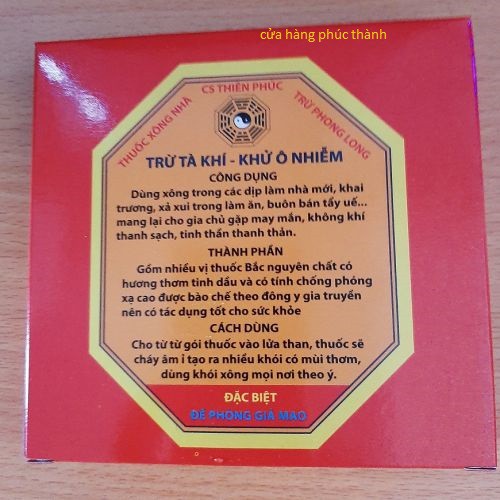 cửa hàng phúc thành
CS THIÊN PHÚC
THUỐC XÔNG NHÀ
TRỪ PHONG LONG
TRỪ TÀ KHÍ - KHỬ Ô NHIỄM
CÔNG DỤNG
Dùng xông trong các dịp làm nhà mới, khai
trương, xả xui trong làm ăn, buôn bán tẩy uế...
mang lại cho gia chủ gặp may mắn, không khí
thanh sạch, tinh thần thanh thản.
THÀNH PHẦN
Gồm nhiều vị thuốc Bắc nguyên chất có
hương thơm tinh dầu và có tính chống phóng
xạ cao được bào chế theo đông y gia truyền
nên có tác dụng tốt cho sức khỏe
CÁCH DÙNG
Cho từ từ gói thuốc vào lửa than, thuốc sẽ
cháy âm ỉ tạo ra nhiều khói có mùi thơm,
dùng khói xông mọi nơi theo ý.
ĐẶC BIỆT
ĐỀ PHONG GIA MẠO